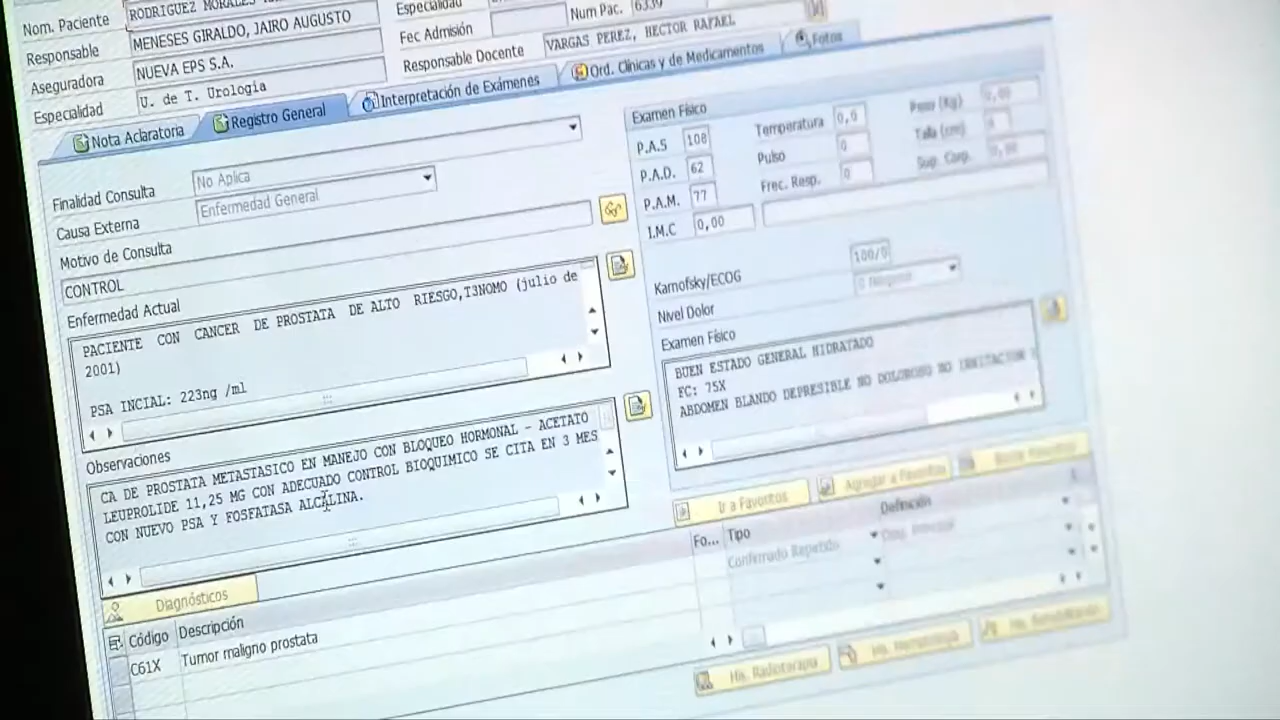 Nom. Paciente RODRIGUEZ MORALES
Especialidad
Responsable MENESES GIRALDO, JAIRO AUGUSTO
Fec Admisión
Num Pac. 6339
Aseguradora NUEVA EPS S.A.
Responsable Docente VARGAS PEREZ, HECTOR RAFAEL
Especialidad U. de T. Urologia
Nota Aclaratoria
Registro General
Interpretación de Exámenes
Ord. Clínicas y de Medicamentos
Fotos
Finalidad Consulta No Aplica
Causa Externa Enfermedad General
Motivo de Consulta
CONTROL
Enfermedad Actual
PACIENTE CON CANCER DE PROSTATA DE ALTO RIESGO,T3NOMO (julio de
2001)
PSA INCIAL: 223ng /ml
Observaciones
CA DE PROSTATA METASTASICO EN MANEJO CON BLOQUEO HORMONAL - ACETATO
LEUPROLIDE 11,25 MG CON ADECUADO CONTROL BIOQUIMICO SE CITA EN 3 MES
CON NUEVO PSA Y FOSFATASA ALCALINA.
Examen Físico
P.A.S 108
Temperatura 0,0
Peso (Kg) 0,00
P.A.D. 62
Pulso 0
Talla (cm)
P.A.M. 77
Frec. Resp. 0
Sup. Corp.
I.M.C 0,00
Karnofsky/ECOG 100/0
Nivel Dolor
Examen Físico
BUEN ESTADO GENERAL HIDRATADO
FC: 75X
ABDOMEN BLANDO DEPRESIBLE NO DOLOROSO NO IRRITACION
Ir a Favoritos
Agregar a Favoritos
Diagnósticos
Código Descripción Fo... Tipo Definición
C61X Tumor maligno prostata Confirmado Repetido Diag. Principal
His. Radioterapia